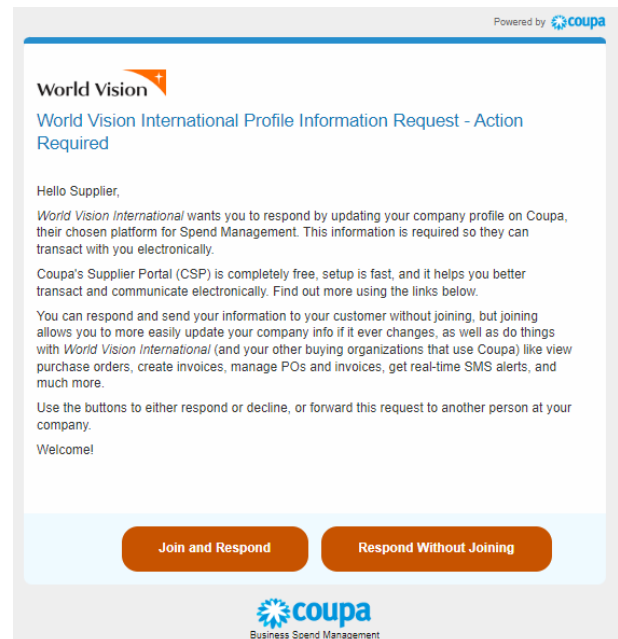 Powered by coupa
World Vision
World Vision International Profile Information Request - Action
Required
Hello Supplier,
World Vision International wants you to respond by updating your company profile on Coupa,
their chosen platform for Spend Management. This information is required so they can
transact with you electronically.
Coupa's Supplier Portal (CSP) is completely free, setup is fast, and it helps you better
transact and communicate electronically. Find out more using the links below.
You can respond and send your information to your customer without joining, but joining
allows you to more easily update your company info if it ever changes, as well as do things
with World Vision International (and your other buying organizations that use Coupa) like view
purchase orders, create invoices, manage POs and invoices, get real-time SMS alerts, and
much more.
Use the buttons to either respond or decline, or forward this request to another person at your
company.
Welcome!
Join and Respond Respond Without Joining
coupa
Business Spend Management